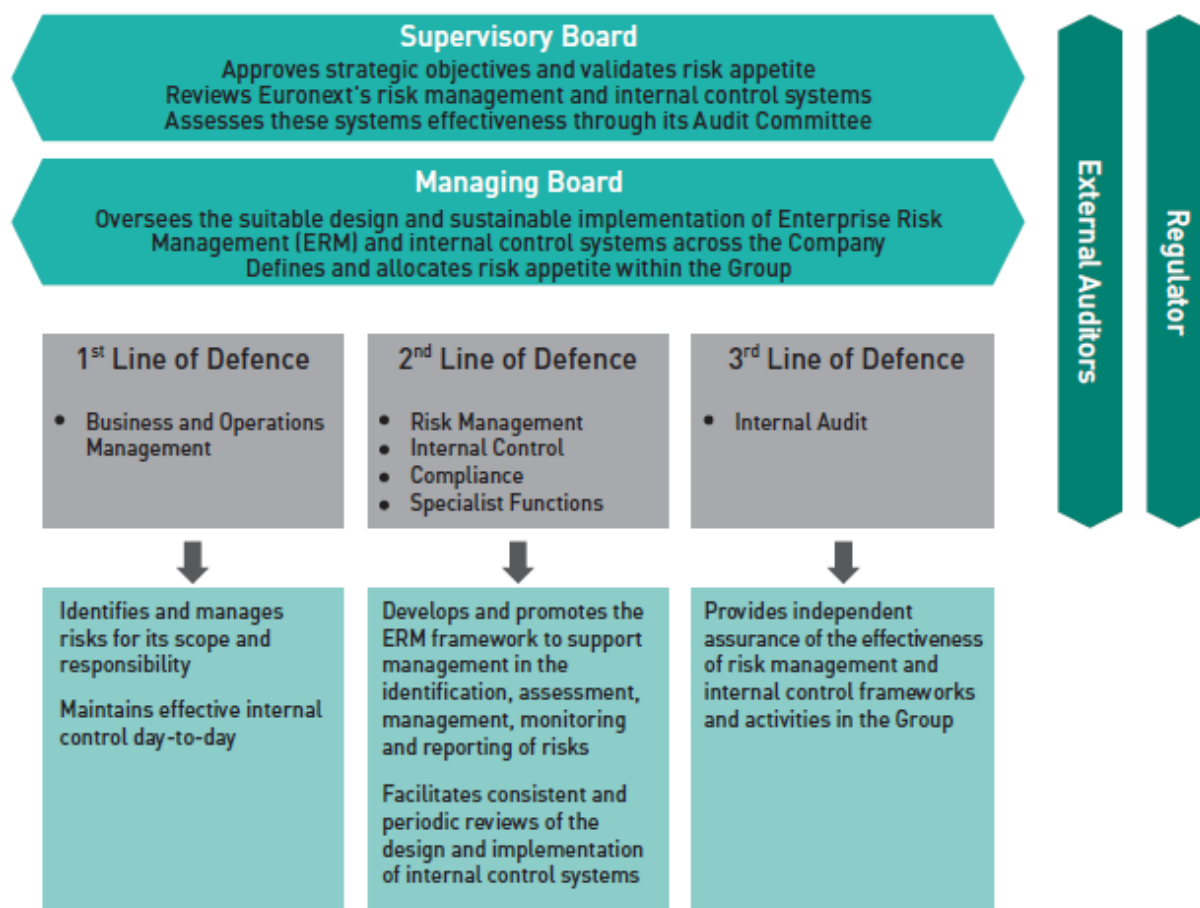 Supervisory Board
Approves strategic objectives and validates risk appetite
Reviews Euronext's risk management and internal control systems
Assesses these systems effectiveness through its Audit Committee
Managing Board
Oversees the suitable design and sustainable implementation of Enterprise Risk
Management (ERM) and internal control systems across the Company
Defines and allocates risk appetite within the Group
External Auditors
Regulator
1st Line of Defence
• Business and Operations
Management
2nd Line of Defence
• Risk Management
• Internal Control
• Compliance
• Specialist Functions
3rd Line of Defence
• Internal Audit
Identifies and manages
risks for its scope and
responsibility
Maintains effective internal
control day-to-day
Develops and promotes the
ERM framework to support
management in the
identification, assessment,
management, monitoring
and reporting of risks
Facilitates consistent and
periodic reviews of the
design and implementation
of internal control systems
Provides independent
assurance of the effectiveness
of risk management and
internal control frameworks
and activities in the Group